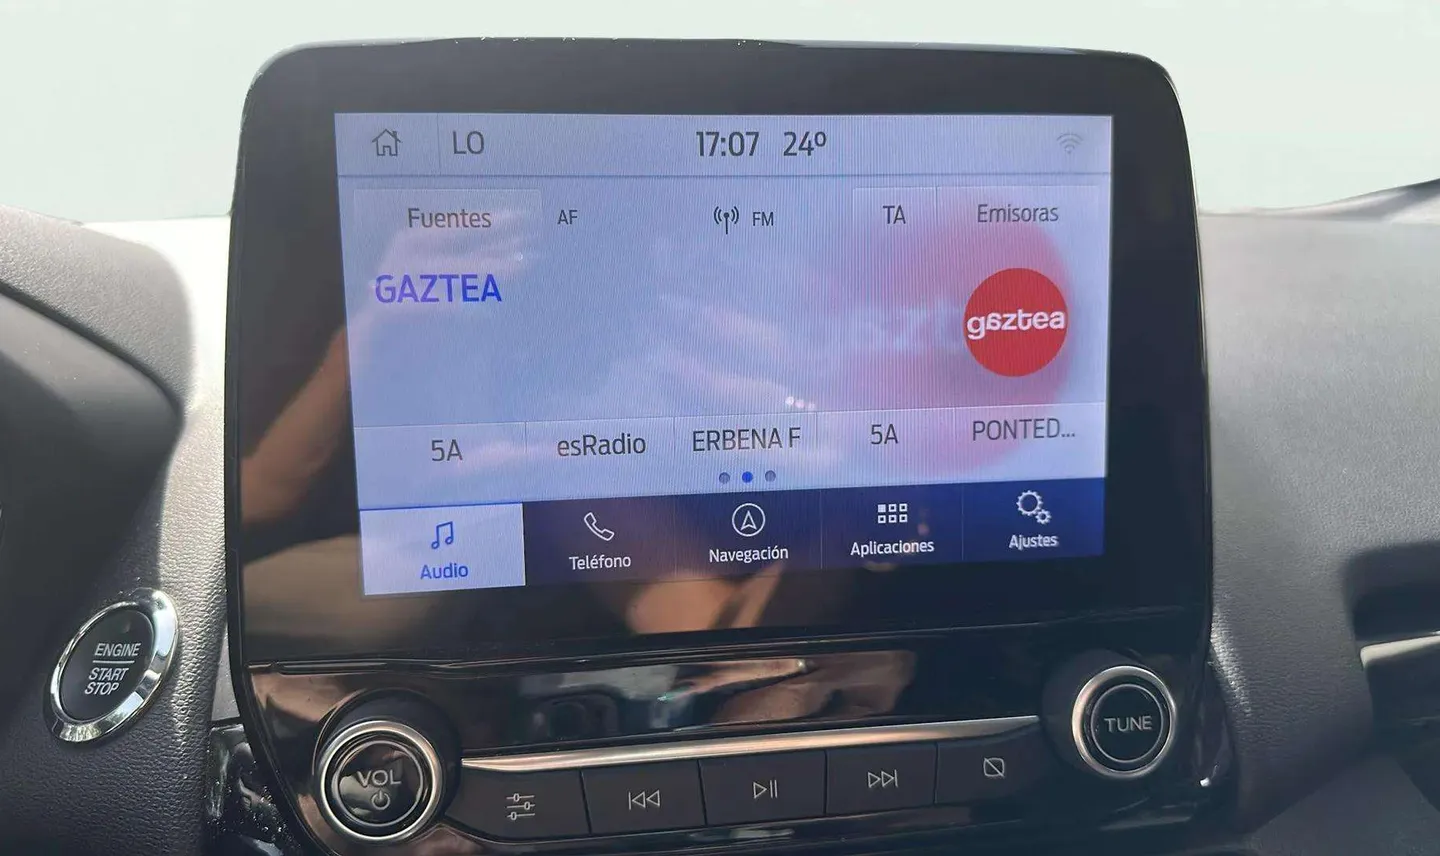 LO 17:07 24º
Fuentes AF FM TA Emisoras
GAZTEA
gaztea
5A esRadio ERBENA F 5A PONTED...
Audio Teléfono Navegación Aplicaciones Ajustes
ENGINE
START
STOP
VOL
TUNE